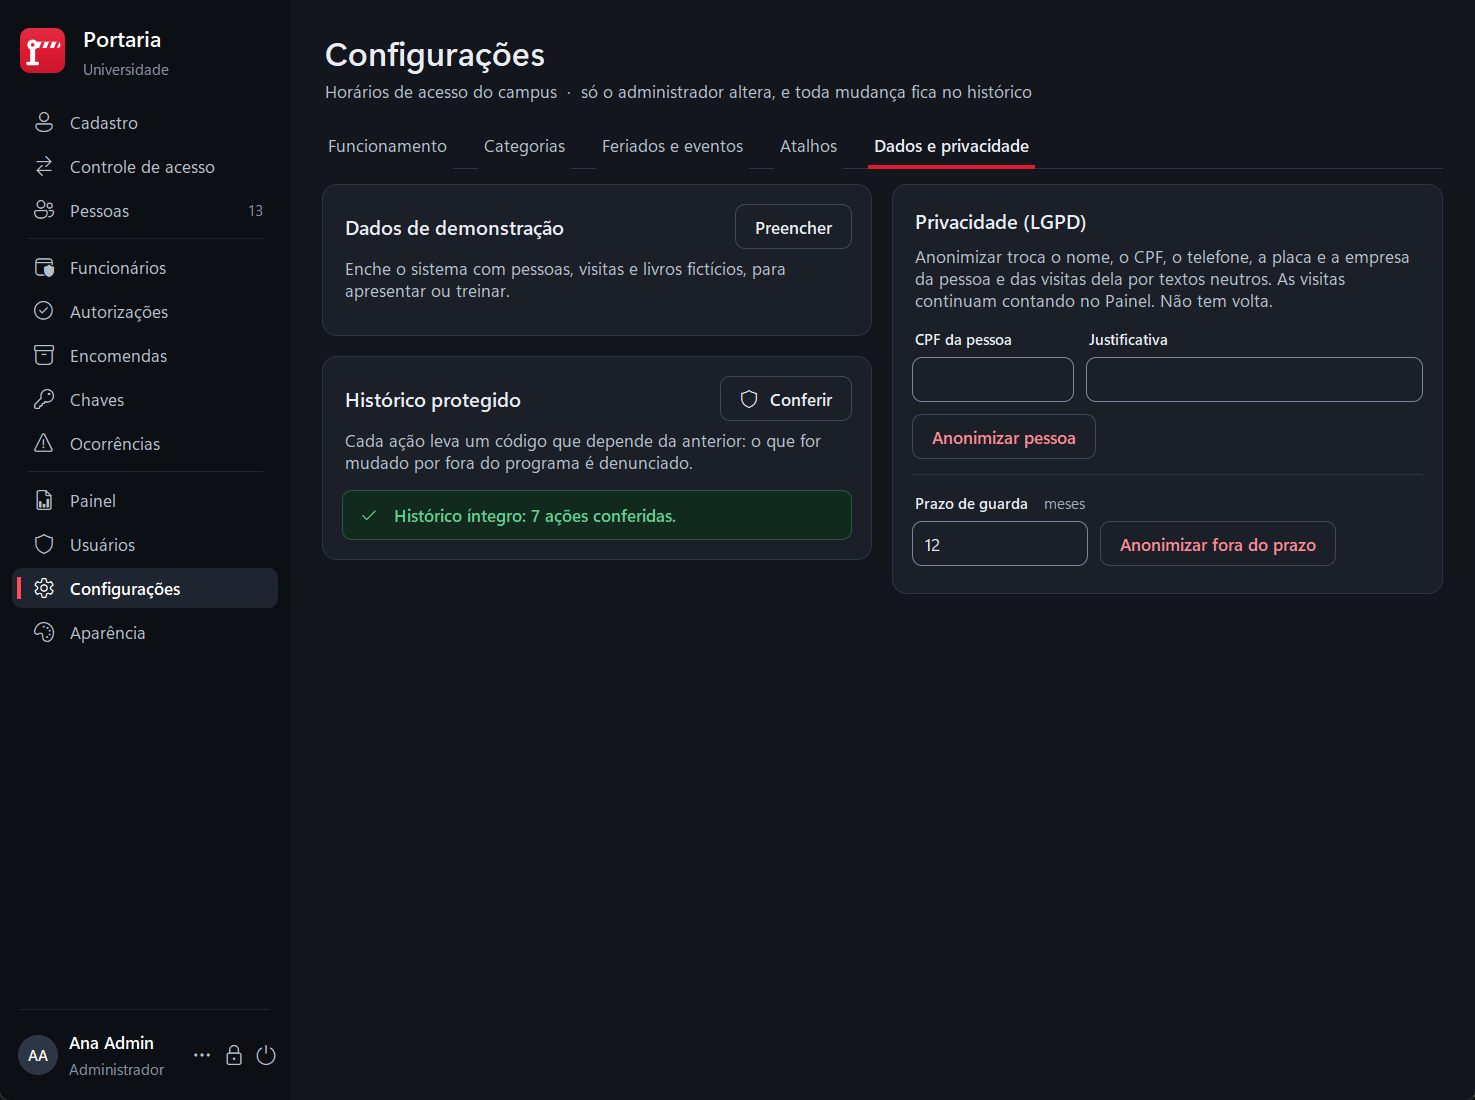 Portaria
Universidade
Cadastro
Controle de acesso
Pessoas 13
Funcionários
Autorizações
Encomendas
Chaves
Ocorrências
Painel
Usuários
Configurações
Aparência
AA
Ana Admin
Administrador
Configurações
Horários de acesso do campus · só o administrador altera, e toda mudança fica no histórico
Funcionamento Categorias Feriados e eventos Atalhos Dados e privacidade
Dados de demonstração Preencher
Enche o sistema com pessoas, visitas e livros fictícios, para
apresentar ou treinar.
Histórico protegido Conferir
Cada ação leva um código que depende da anterior: o que for
mudado por fora do programa é denunciado.
Histórico íntegro: 7 ações conferidas.
Privacidade (LGPD)
Anonimizar troca o nome, o CPF, o telefone, a placa e a empresa
da pessoa e das visitas dela por textos neutros. As visitas
continuam contando no Painel. Não tem volta.
CPF da pessoa Justificativa
Anonimizar pessoa
Prazo de guarda meses
12 Anonimizar fora do prazo